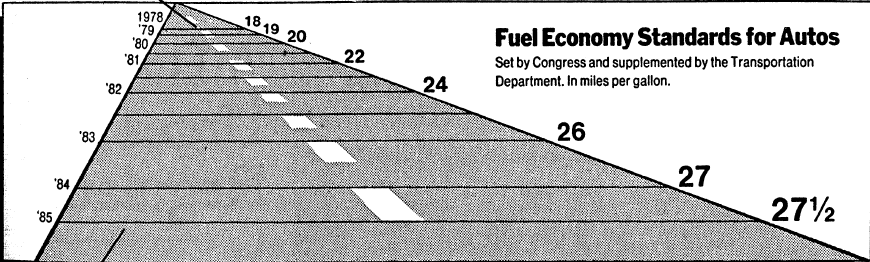 Fuel Economy Standards for Autos
Set by Congress and supplemented by the Transportation
Department. In miles per gallon.
1978 18
'79 19
'80 20
'81 22
'82 24
'83 26
'84 27
'85 27½